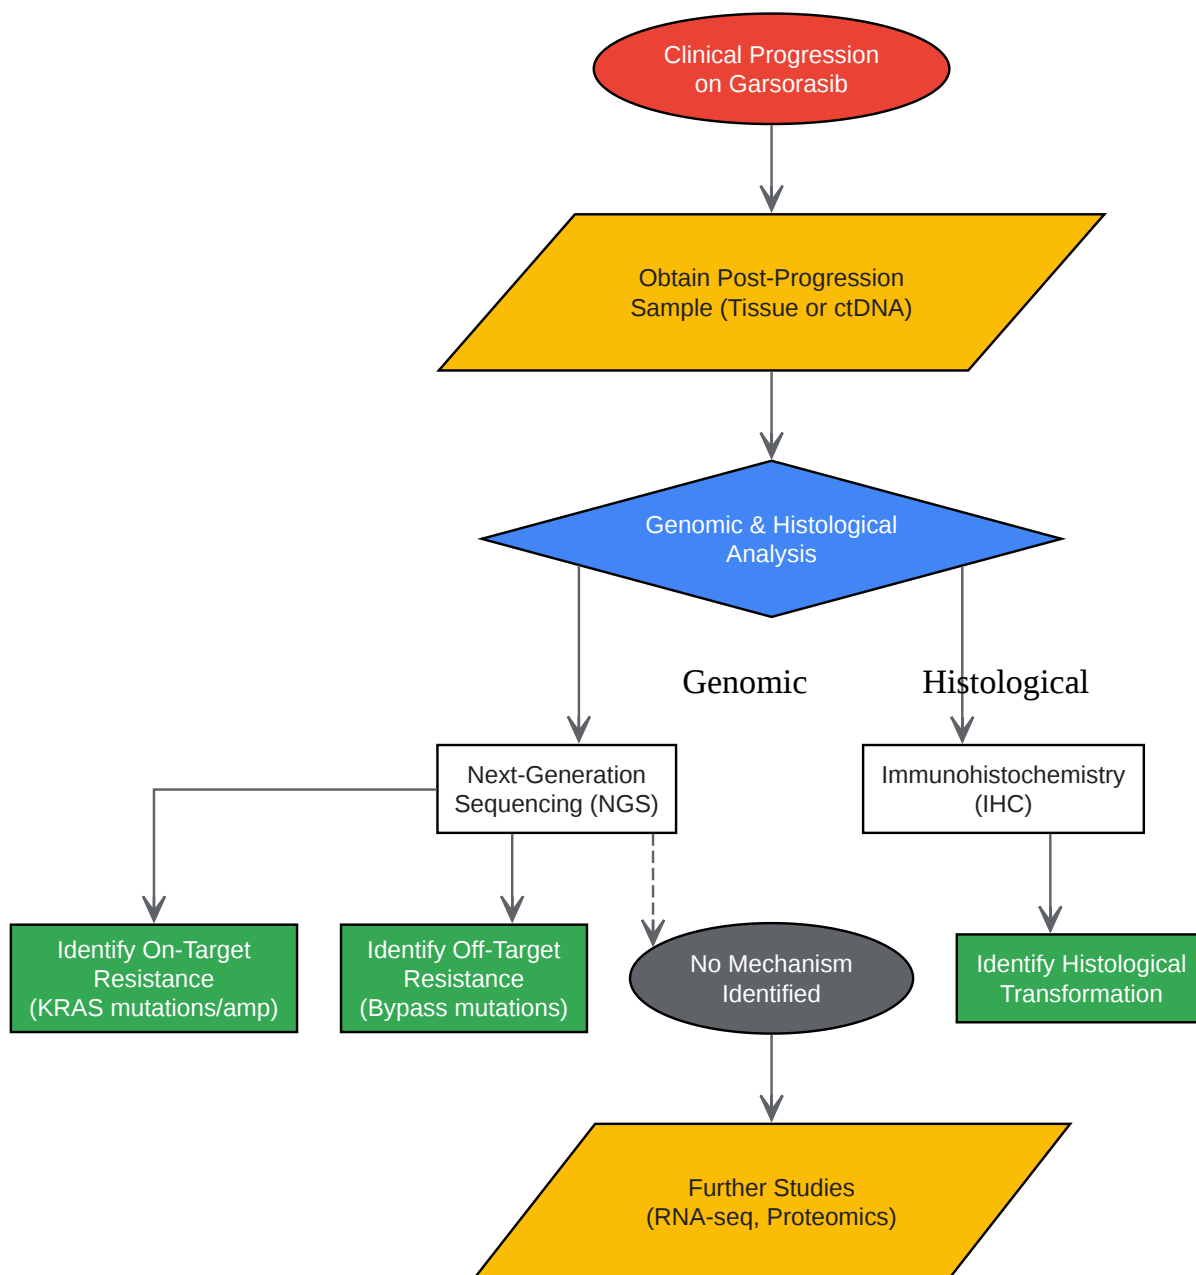 Clinical Progression
on Garsorasib
Obtain Post-Progression
Sample (Tissue or ctDNA)
Genomic & Histological
Analysis
Genomic
Histological
Next-Generation
Sequencing (NGS)
Immunohistochemistry
(IHC)
Identify On-Target
Resistance
(KRAS mutations/amp)
Identify Off-Target
Resistance
(Bypass mutations)
No Mechanism
Identified
Identify Histological
Transformation
Further Studies
(RNA-seq, Proteomics)